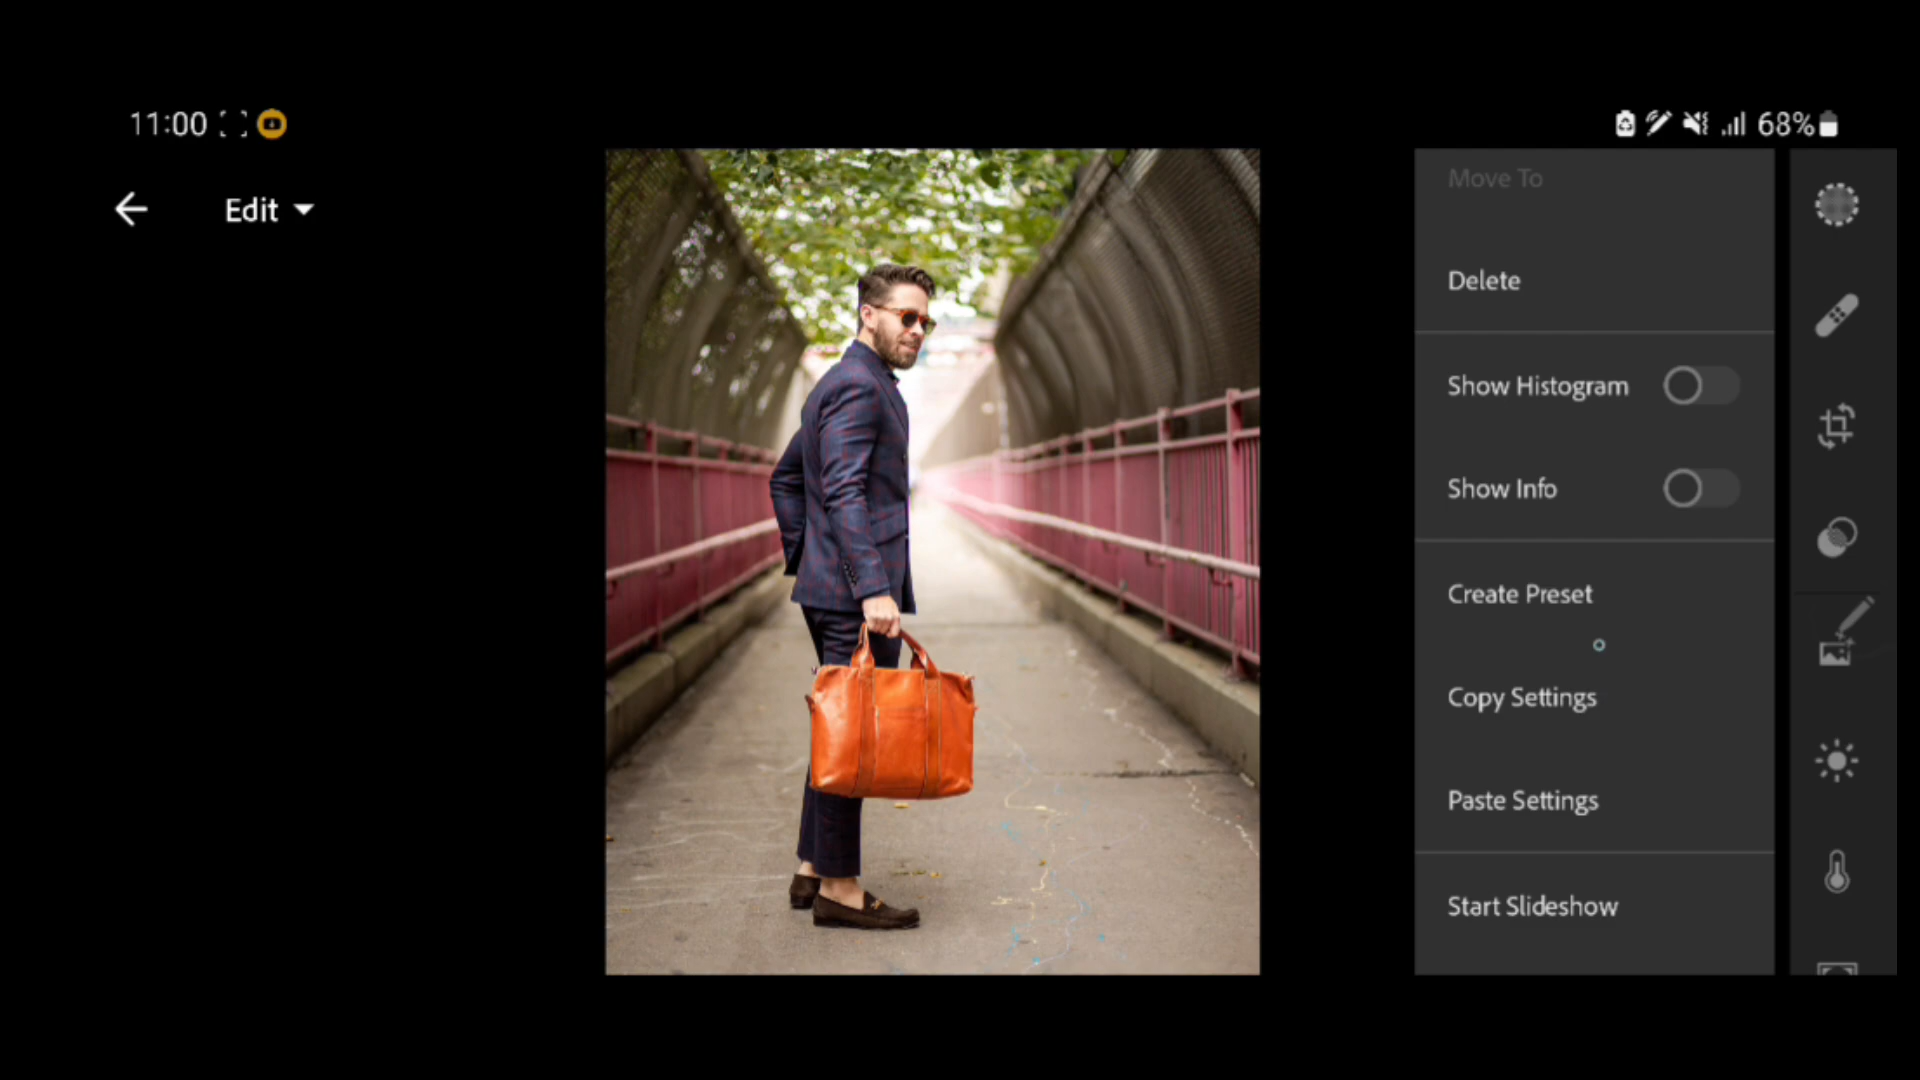 11:00
68%
Edit
Move To
Delete
Show Histogram
Show Info
Create Preset
Copy Settings
Paste Settings
Start Slideshow